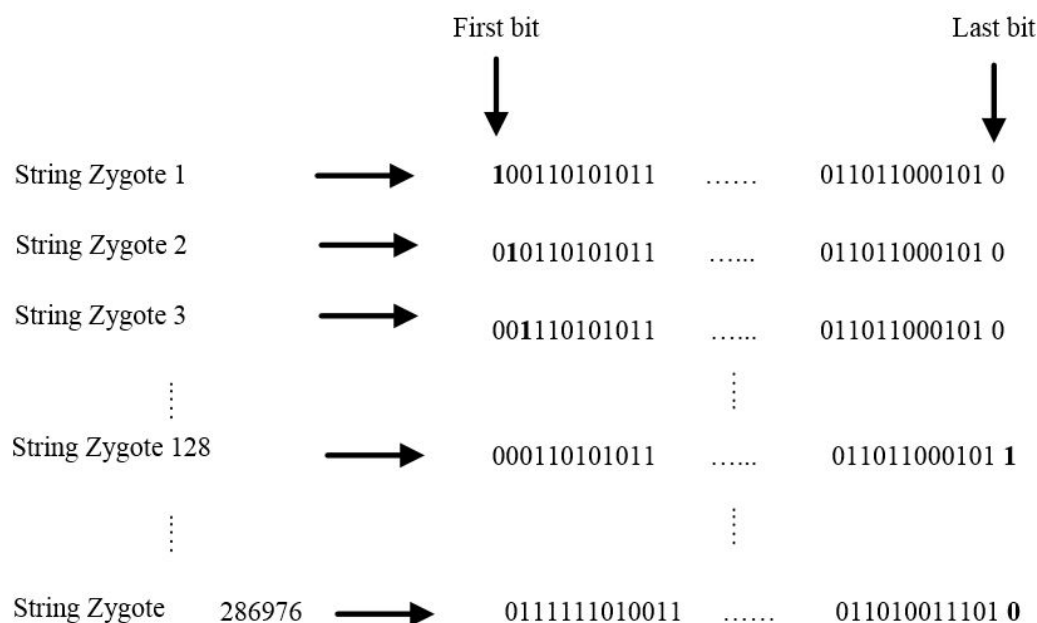 First bit Last bit
String Zygote 1 100110101011 …… 011011000101 0
String Zygote 2 010110101011 …... 011011000101 0
String Zygote 3 001110101011 …... 011011000101 0
String Zygote 128 000110101011 …... 011011000101 1
String Zygote 286976 0111111010011 …… 011010011101 0